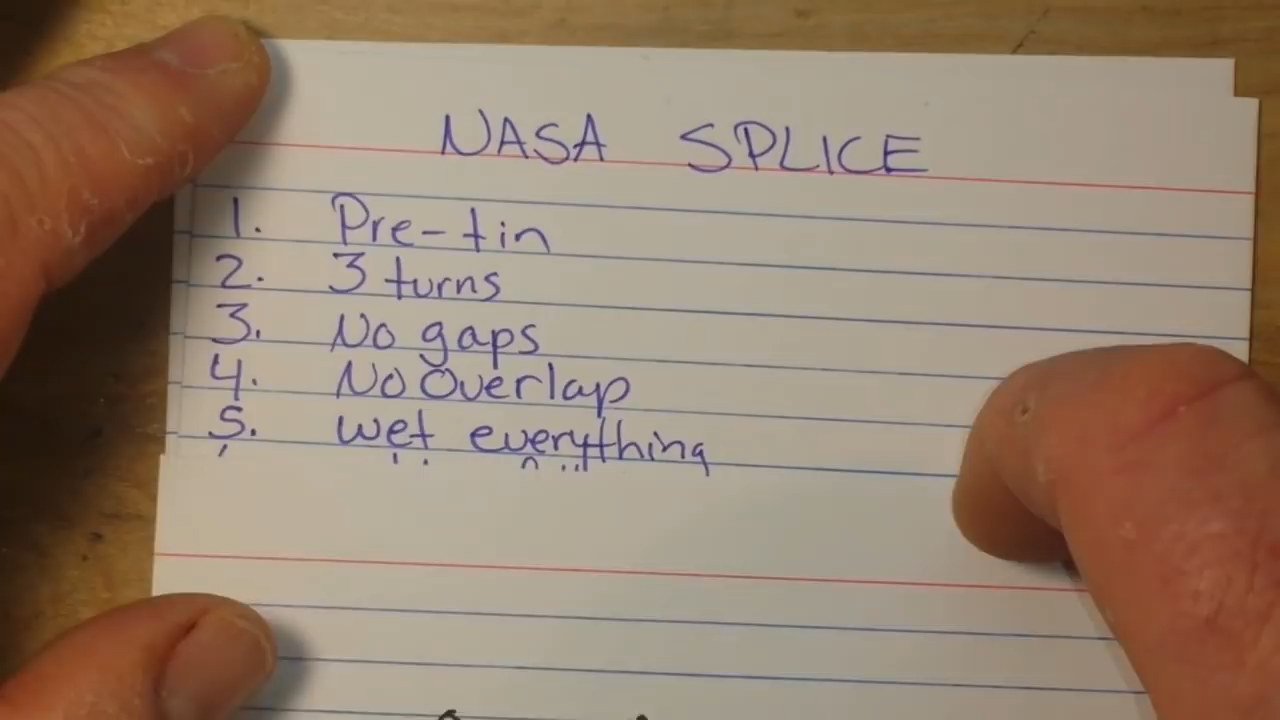 NASA SPLICE
1. Pre-tin
2. 3 turns
3. No gaps
4. No Overlap
5. wet everything